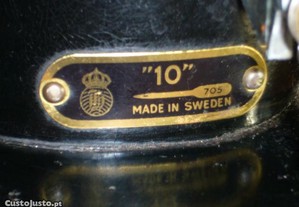 "10"
705
MADE IN SWEDEN
© CustoJusto.pt